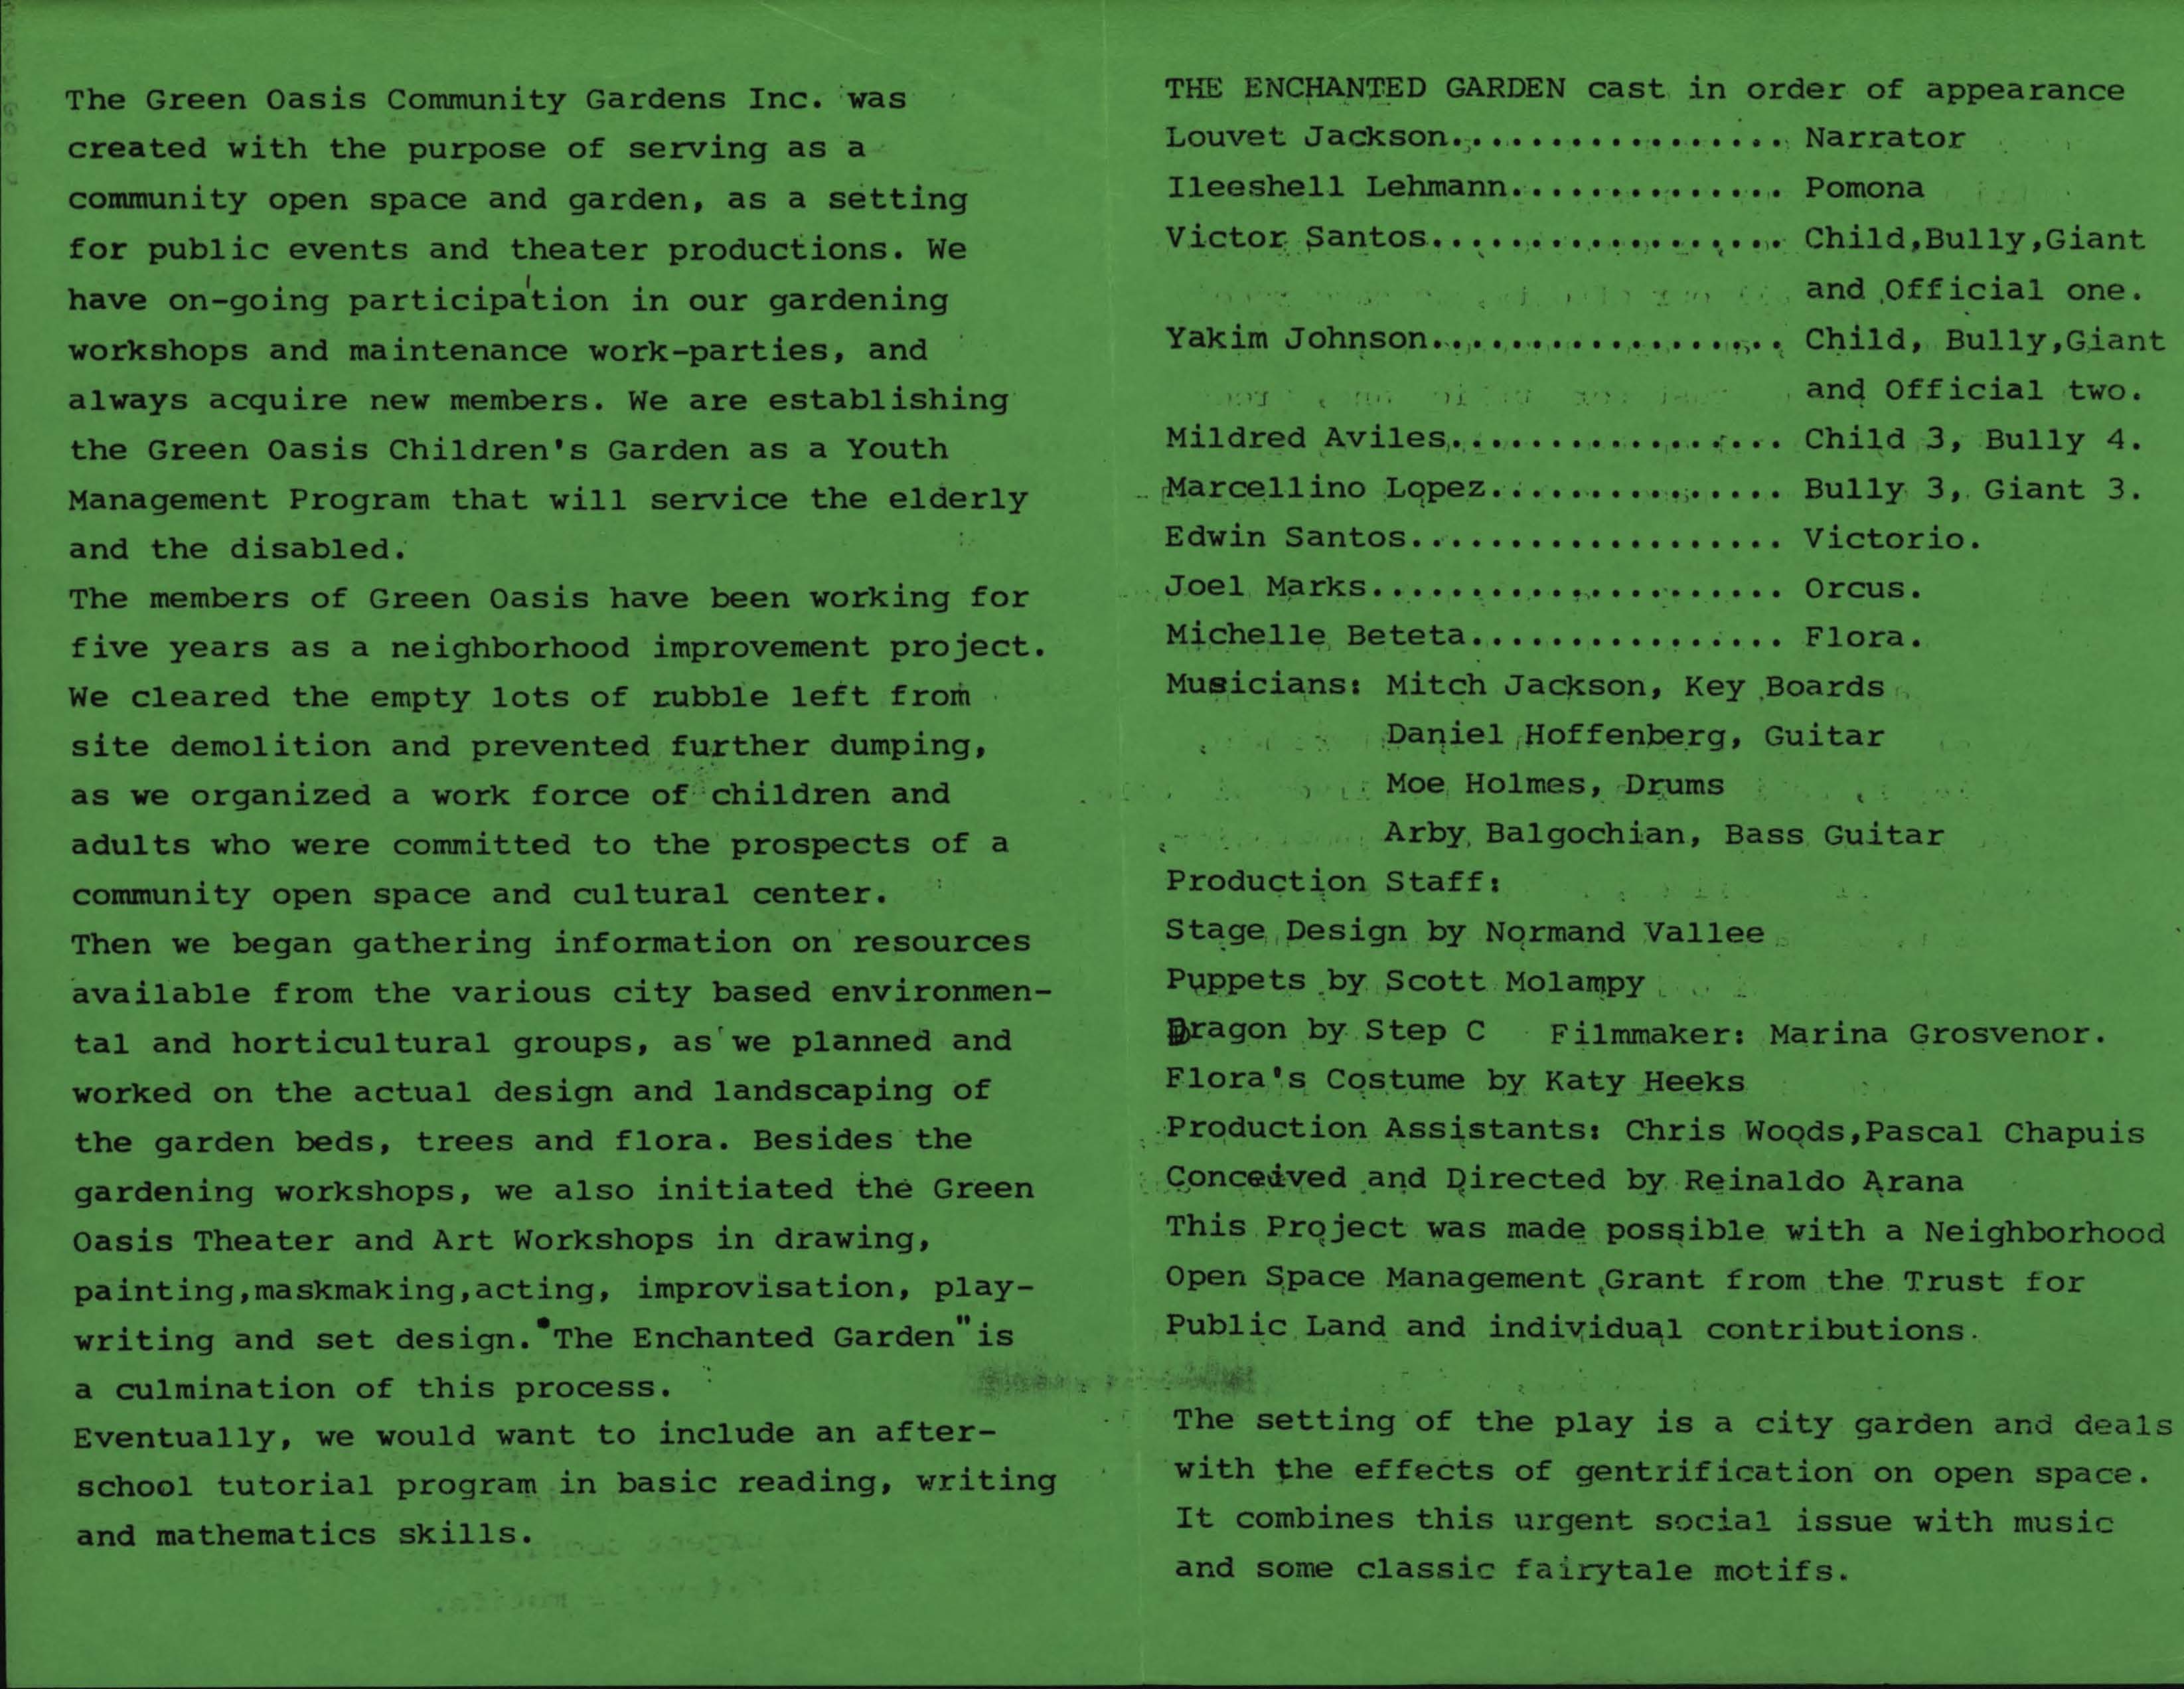 The Green Oasis Community Gardens Inc. was
created with the purpose of serving as a
community open space and garden, as a setting
for public events and theater productions. We
have on-going participation in our gardening
workshops and maintenance work-parties, and
always acquire new members. We are establishing
the Green Oasis Children's Garden as a Youth
Management Program that will service the elderly
and the disabled.
The members of Green Oasis have been working for
five years as a neighborhood improvement project.
We cleared the empty lots of rubble left from
site demolition and prevented further dumping,
as we organized a work force of children and
adults who were committed to the prospects of a
community open space and cultural center.
Then we began gathering information on resources
available from the various city based environmen-
tal and horticultural groups, as we planned and
worked on the actual design and landscaping of
the garden beds, trees and flora. Besides the
gardening workshops, we also initiated the Green
Oasis Theater and Art Workshops in drawing,
painting,maskmaking,acting, improvisation, play-
writing and set design."The Enchanted Garden"is
a culmination of this process.
Eventually, we would want to include an after-
school tutorial program in basic reading, writing
and mathematics skills.
THE ENCHANTED GARDEN cast in order of appearance
Louvet Jackson................. Narrator
Ileeshell Lehmann.............. Pomona
Victor Santos.................. Child,Bully,Giant
and Official one.
Yakim Johnson.................. Child, Bully,Giant
and Official two.
Mildred Aviles................. Child 3, Bully 4.
Marcellino Lopez............... Bully 3, Giant 3.
Edwin Santos................... Victorio.
Joel Marks..................... Orcus.
Michelle Beteta................ Flora.
Musicians: Mitch Jackson, Key Boards
Daniel Hoffenberg, Guitar
Moe Holmes, Drums
Arby Balgochian, Bass Guitar
Production Staff:
Stage Design by Normand Vallee
Puppets by Scott Molampy
Dragon by Step C Filmmaker: Marina Grosvenor.
Flora's Costume by Katy Heeks
Production Assistants: Chris Woods,Pascal Chapuis
Conceived and Directed by Reinaldo Arana
This Project was made possible with a Neighborhood
Open Space Management Grant from the Trust for
Public Land and individual contributions.
The setting of the play is a city garden and deals
with the effects of gentrification on open space.
It combines this urgent social issue with music
and some classic fairytale motifs.